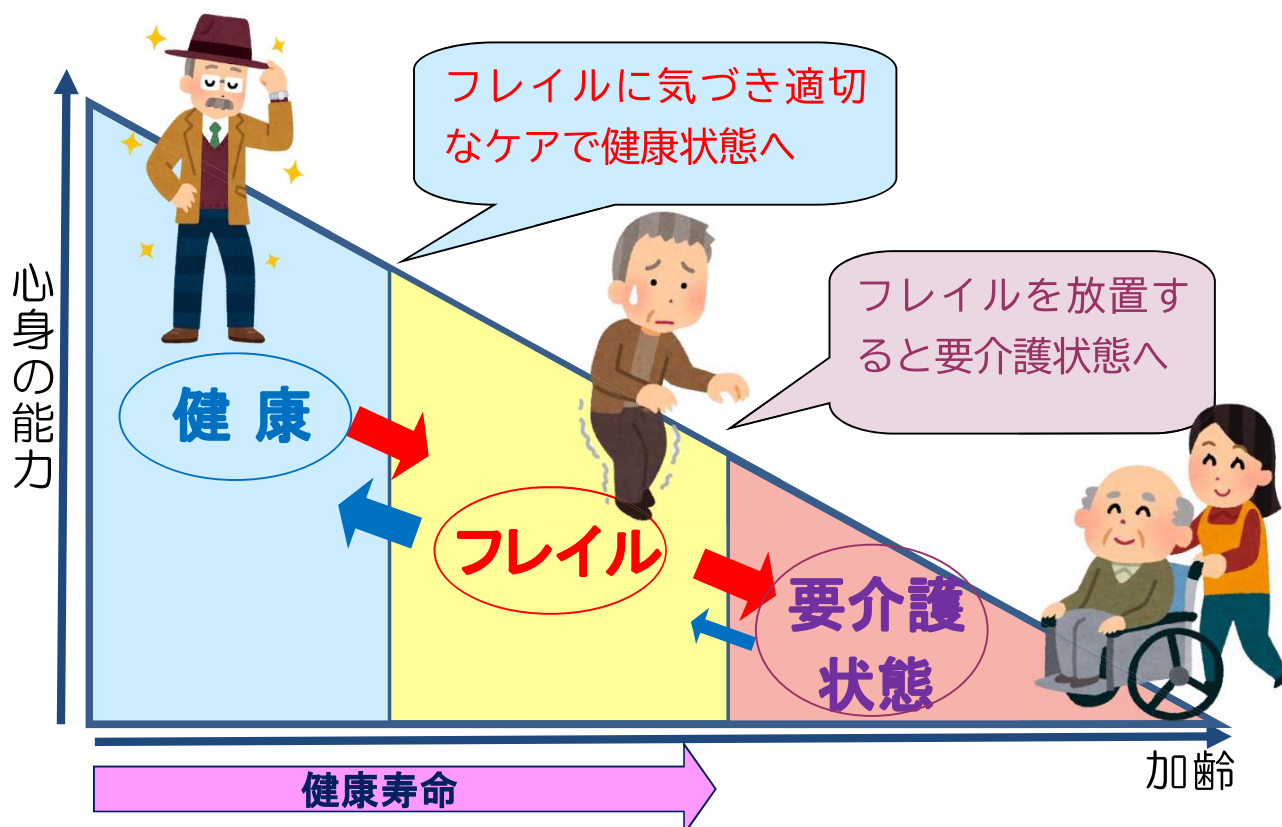 フレイルに気づき適切
なケアで健康状態へ
フレイルを放置す
ると要介護状態へ
心身の能力
健康
フレイル
要介護
状態
加齢
健康寿命